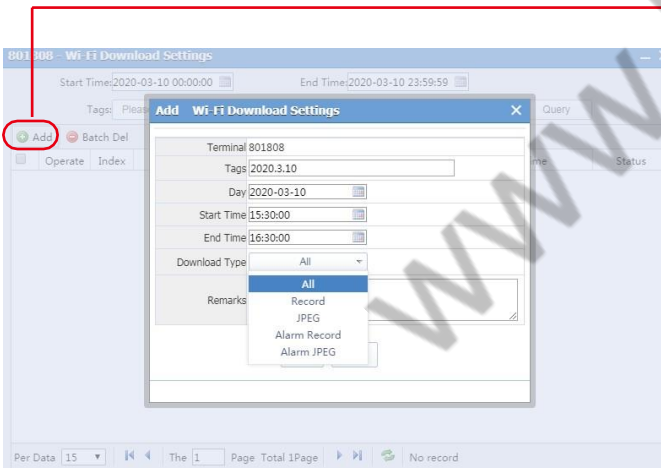 801808 - Wi-Fi Download Settings
Start Time: 2020-03-10 00:00:00 End Time: 2020-03-10 23:59:59
Tags: Pleas Query
Add Wi-Fi Download Settings
Add Batch Del
Operate Index me Status
Terminal 801808
Tags 2020.3.10
Day 2020-03-10
Start Time 15:30:00
End Time 16:30:00
Download Type All
All
Remarks
Record
JPEG
Alarm Record
Alarm JPEG
Per Data 15 The 1 Page Total 1Page No record
WWW